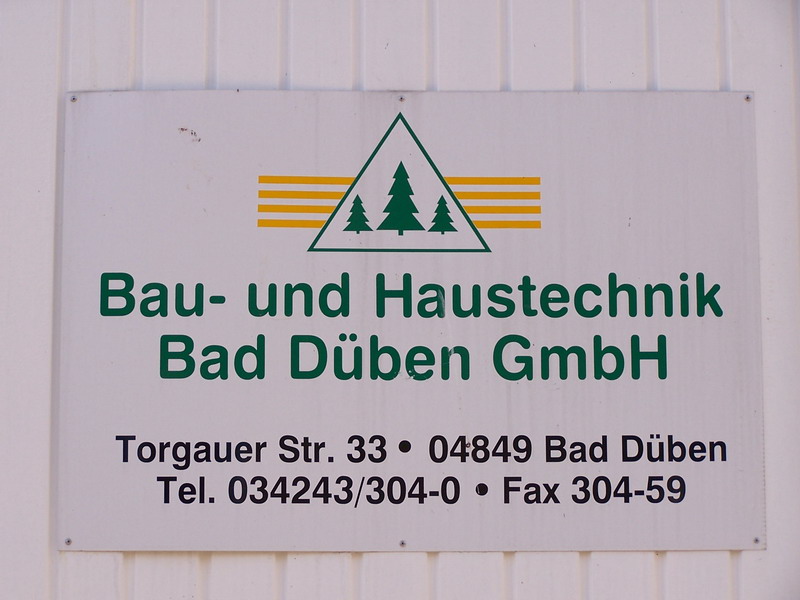 Bau- und Haustechnik
Bad Düben GmbH
Torgauer Str. 33 • 04849 Bad Düben
Tel. 034243/304-0 • Fax 304-59